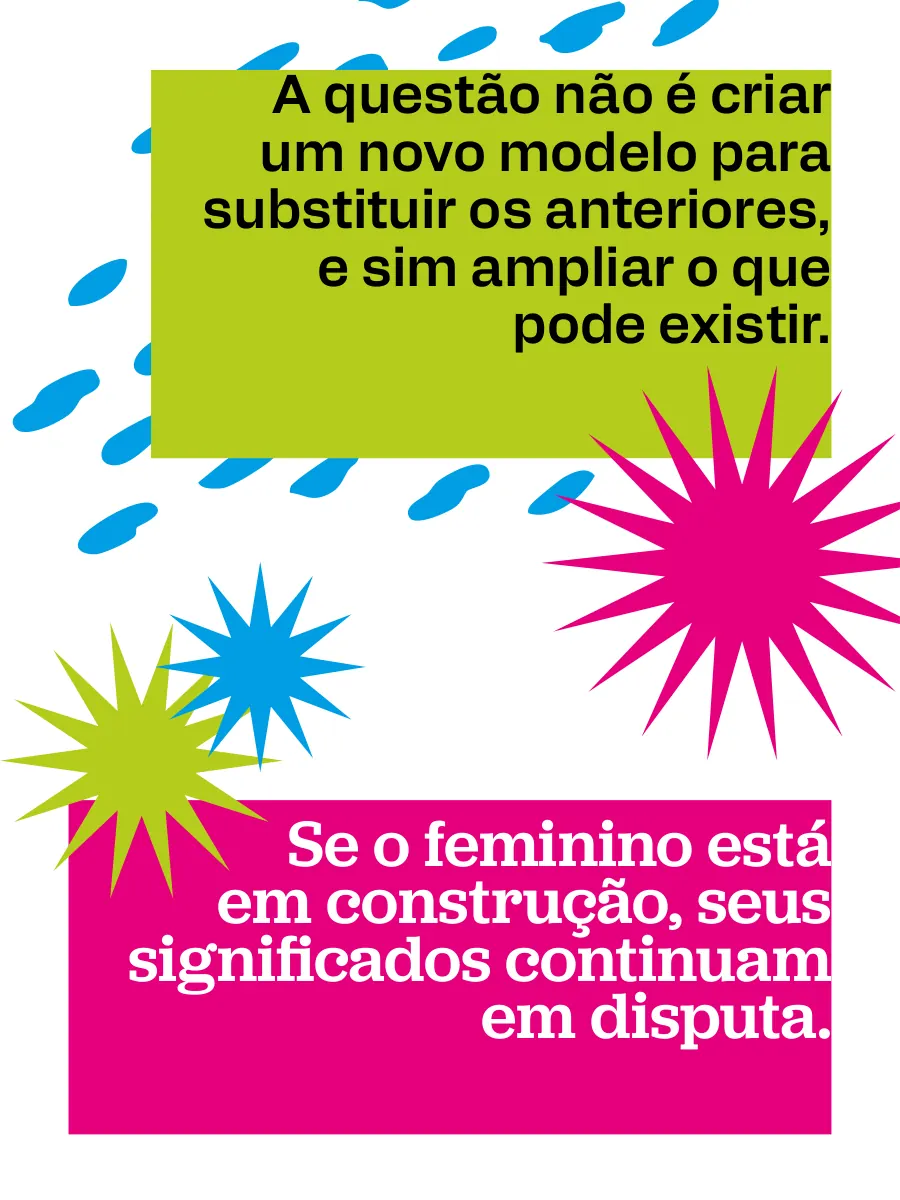 A questão não é criar
um novo modelo para
substituir os anteriores,
e sim ampliar o que
pode existir.
Se o feminino está
em construção, seus
significados continuam
em disputa.